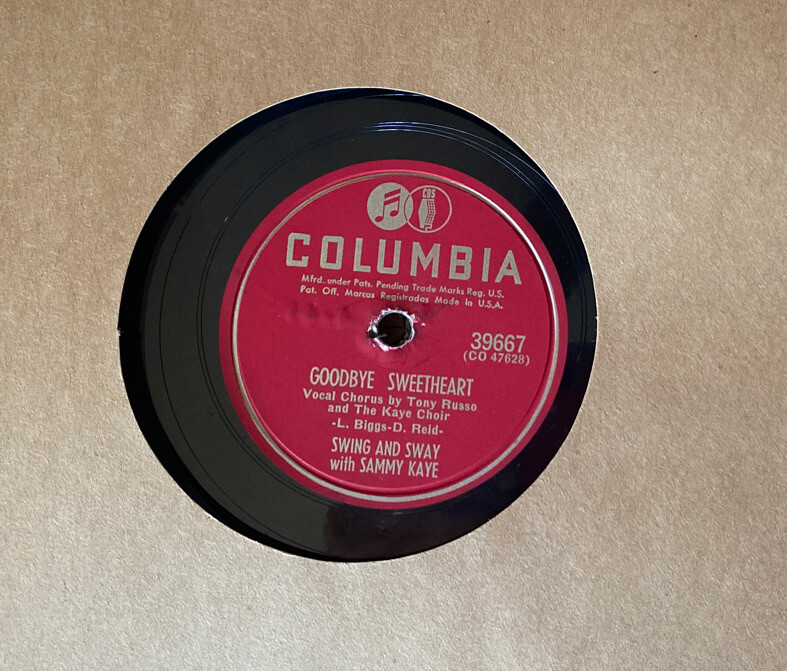 CBS
COLUMBIA
Mfrd. under Pats. Pending Trade Marks Reg. U.S.
Pat. Off. Marcas Registradas Made in U.S.A.
39667
(CO 47628)
GOODBYE SWEETHEART
Vocal Chorus by Tony Russo
and The Kaye Choir
-L. Biggs-D. Reid-
SWING AND SWAY
with SAMMY KAYE